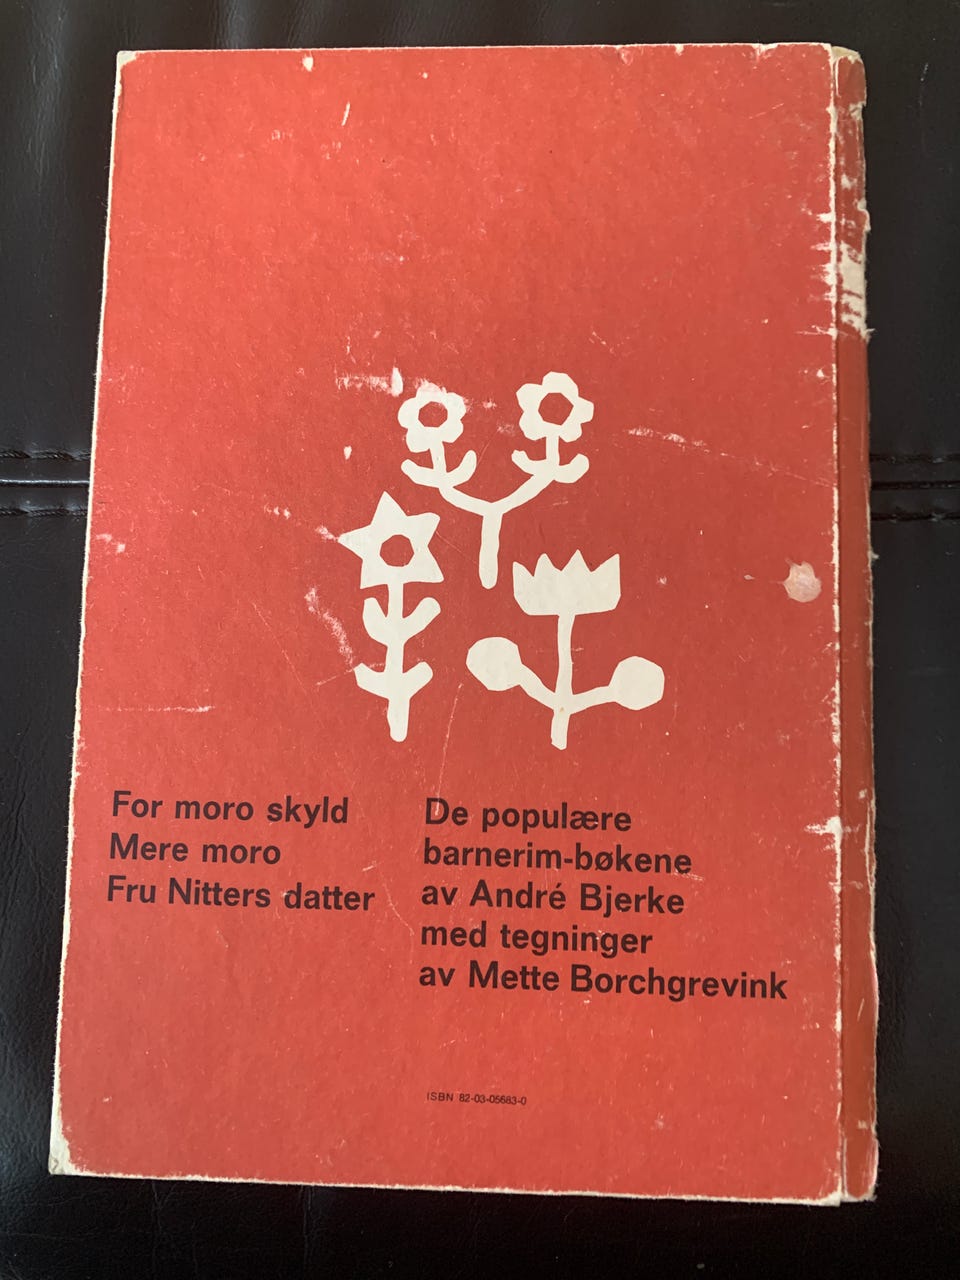 For moro skyld
Mere moro
Fru Nitters datter
De populære
barnerim-bøkene
av André Bjerke
med tegninger
av Mette Borchgrevink
ISBN 82-03-05683-0